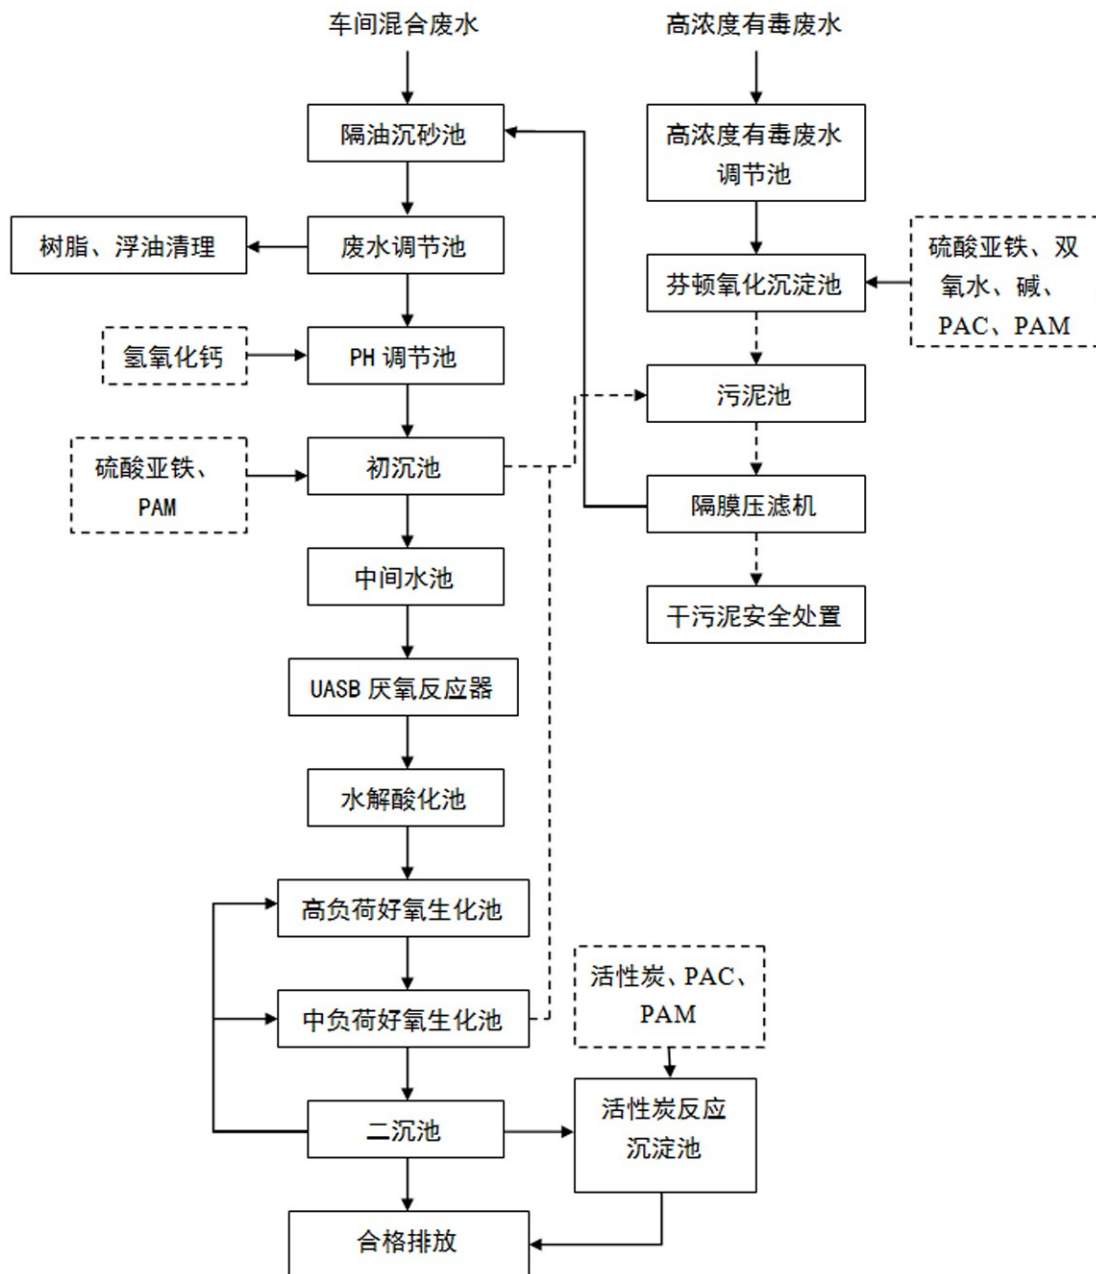 车间混合废水
高浓度有毒废水
隔油沉砂池
高浓度有毒废水
调节池
树脂、浮油清理
废水调节池
芬顿氧化沉淀池
硫酸亚铁、双
氧水、碱、
PAC、PAM
氢氧化钙
PH 调节池
污泥池
硫酸亚铁、
PAM
初沉池
隔膜压滤机
中间水池
干污泥安全处置
UASB 厌氧反应器
水解酸化池
高负荷好氧生化池
活性炭、PAC、
PAM
中负荷好氧生化池
二沉池
活性炭反应
沉淀池
合格排放